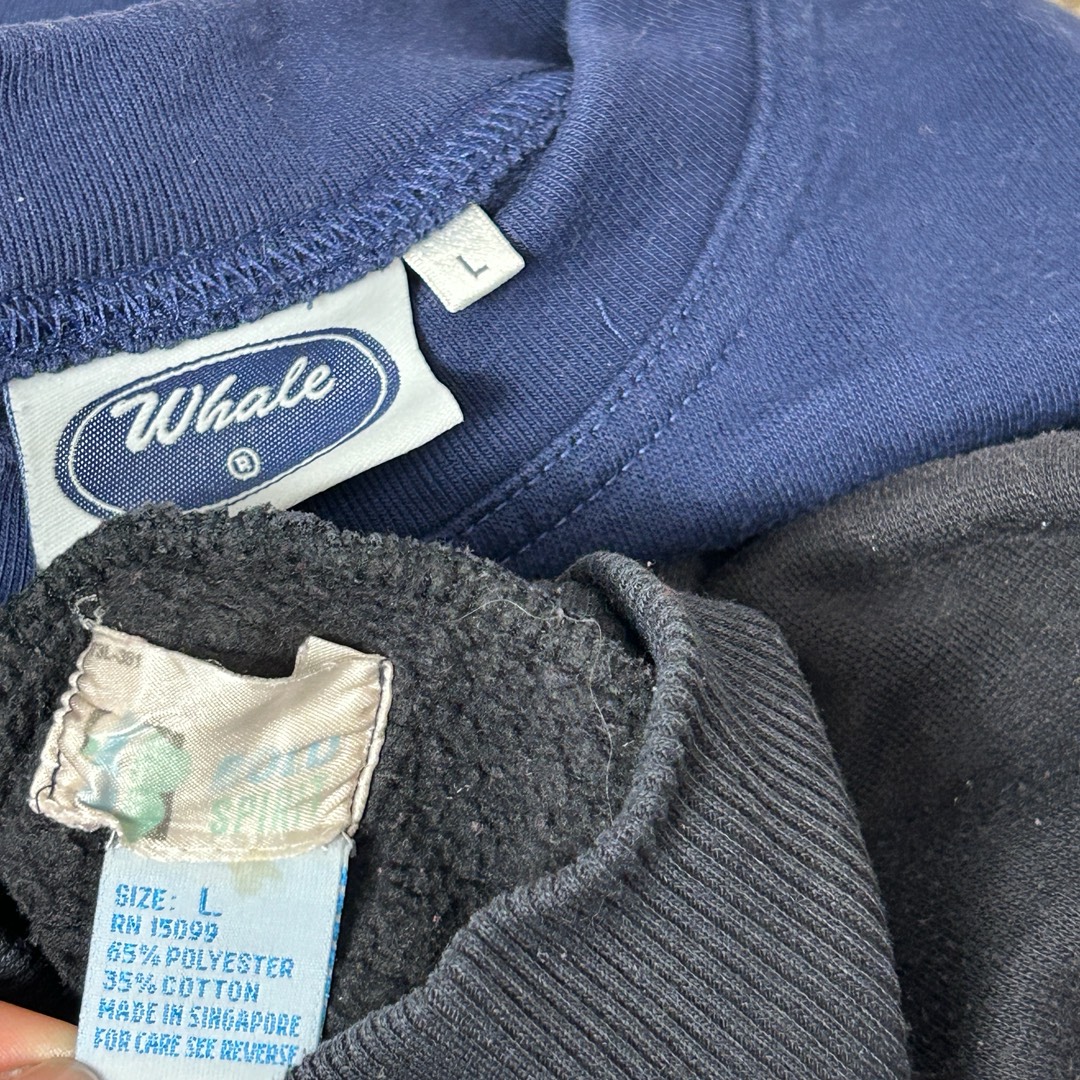 L
Whale
®
SIZE: L
RN 15099
65% POLYESTER
35% COTTON
MADE IN SINGAPORE
FOR CARE SEE REVERSE